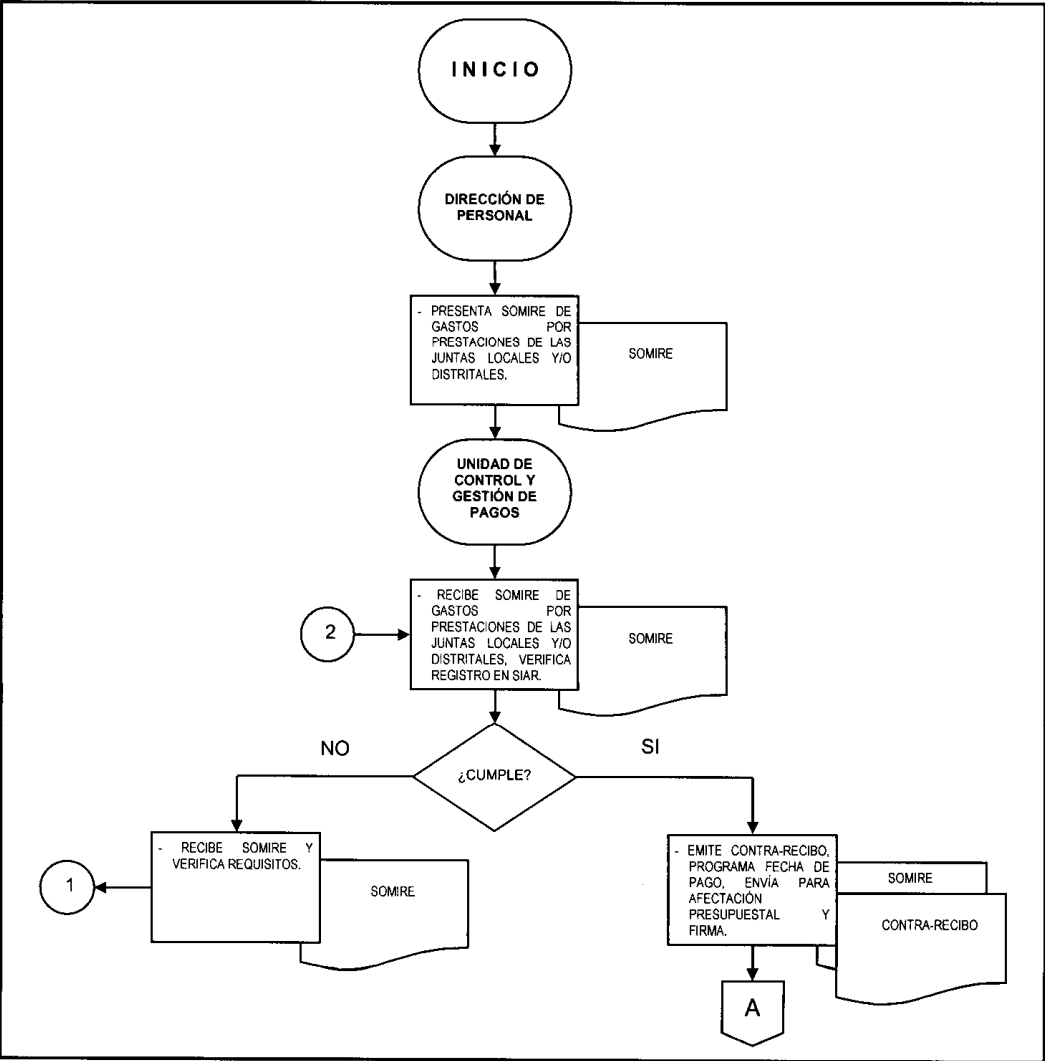 INICIO
DIRECCIÓN DE
PERSONAL
- PRESENTA SOMIRE DE
GASTOS POR
PRESTACIONES DE LAS
JUNTAS LOCALES Y/O
DISTRITALES.
SOMIRE
UNIDAD DE
CONTROL Y
GESTIÓN DE
PAGOS
2
- RECIBE SOMIRE DE
GASTOS POR
PRESTACIONES DE LAS
JUNTAS LOCALES Y/O
DISTRITALES, VERIFICA
REGISTRO EN SIAR.
SOMIRE
NO
SI
¿CUMPLE?
1
- RECIBE SOMIRE Y
VERIFICA REQUISITOS.
SOMIRE
- EMITE CONTRA-RECIBO,
PROGRAMA FECHA DE
PAGO, ENVÍA PARA
AFECTACIÓN
PRESUPUESTAL Y
FIRMA.
SOMIRE
CONTRA-RECIBO
A